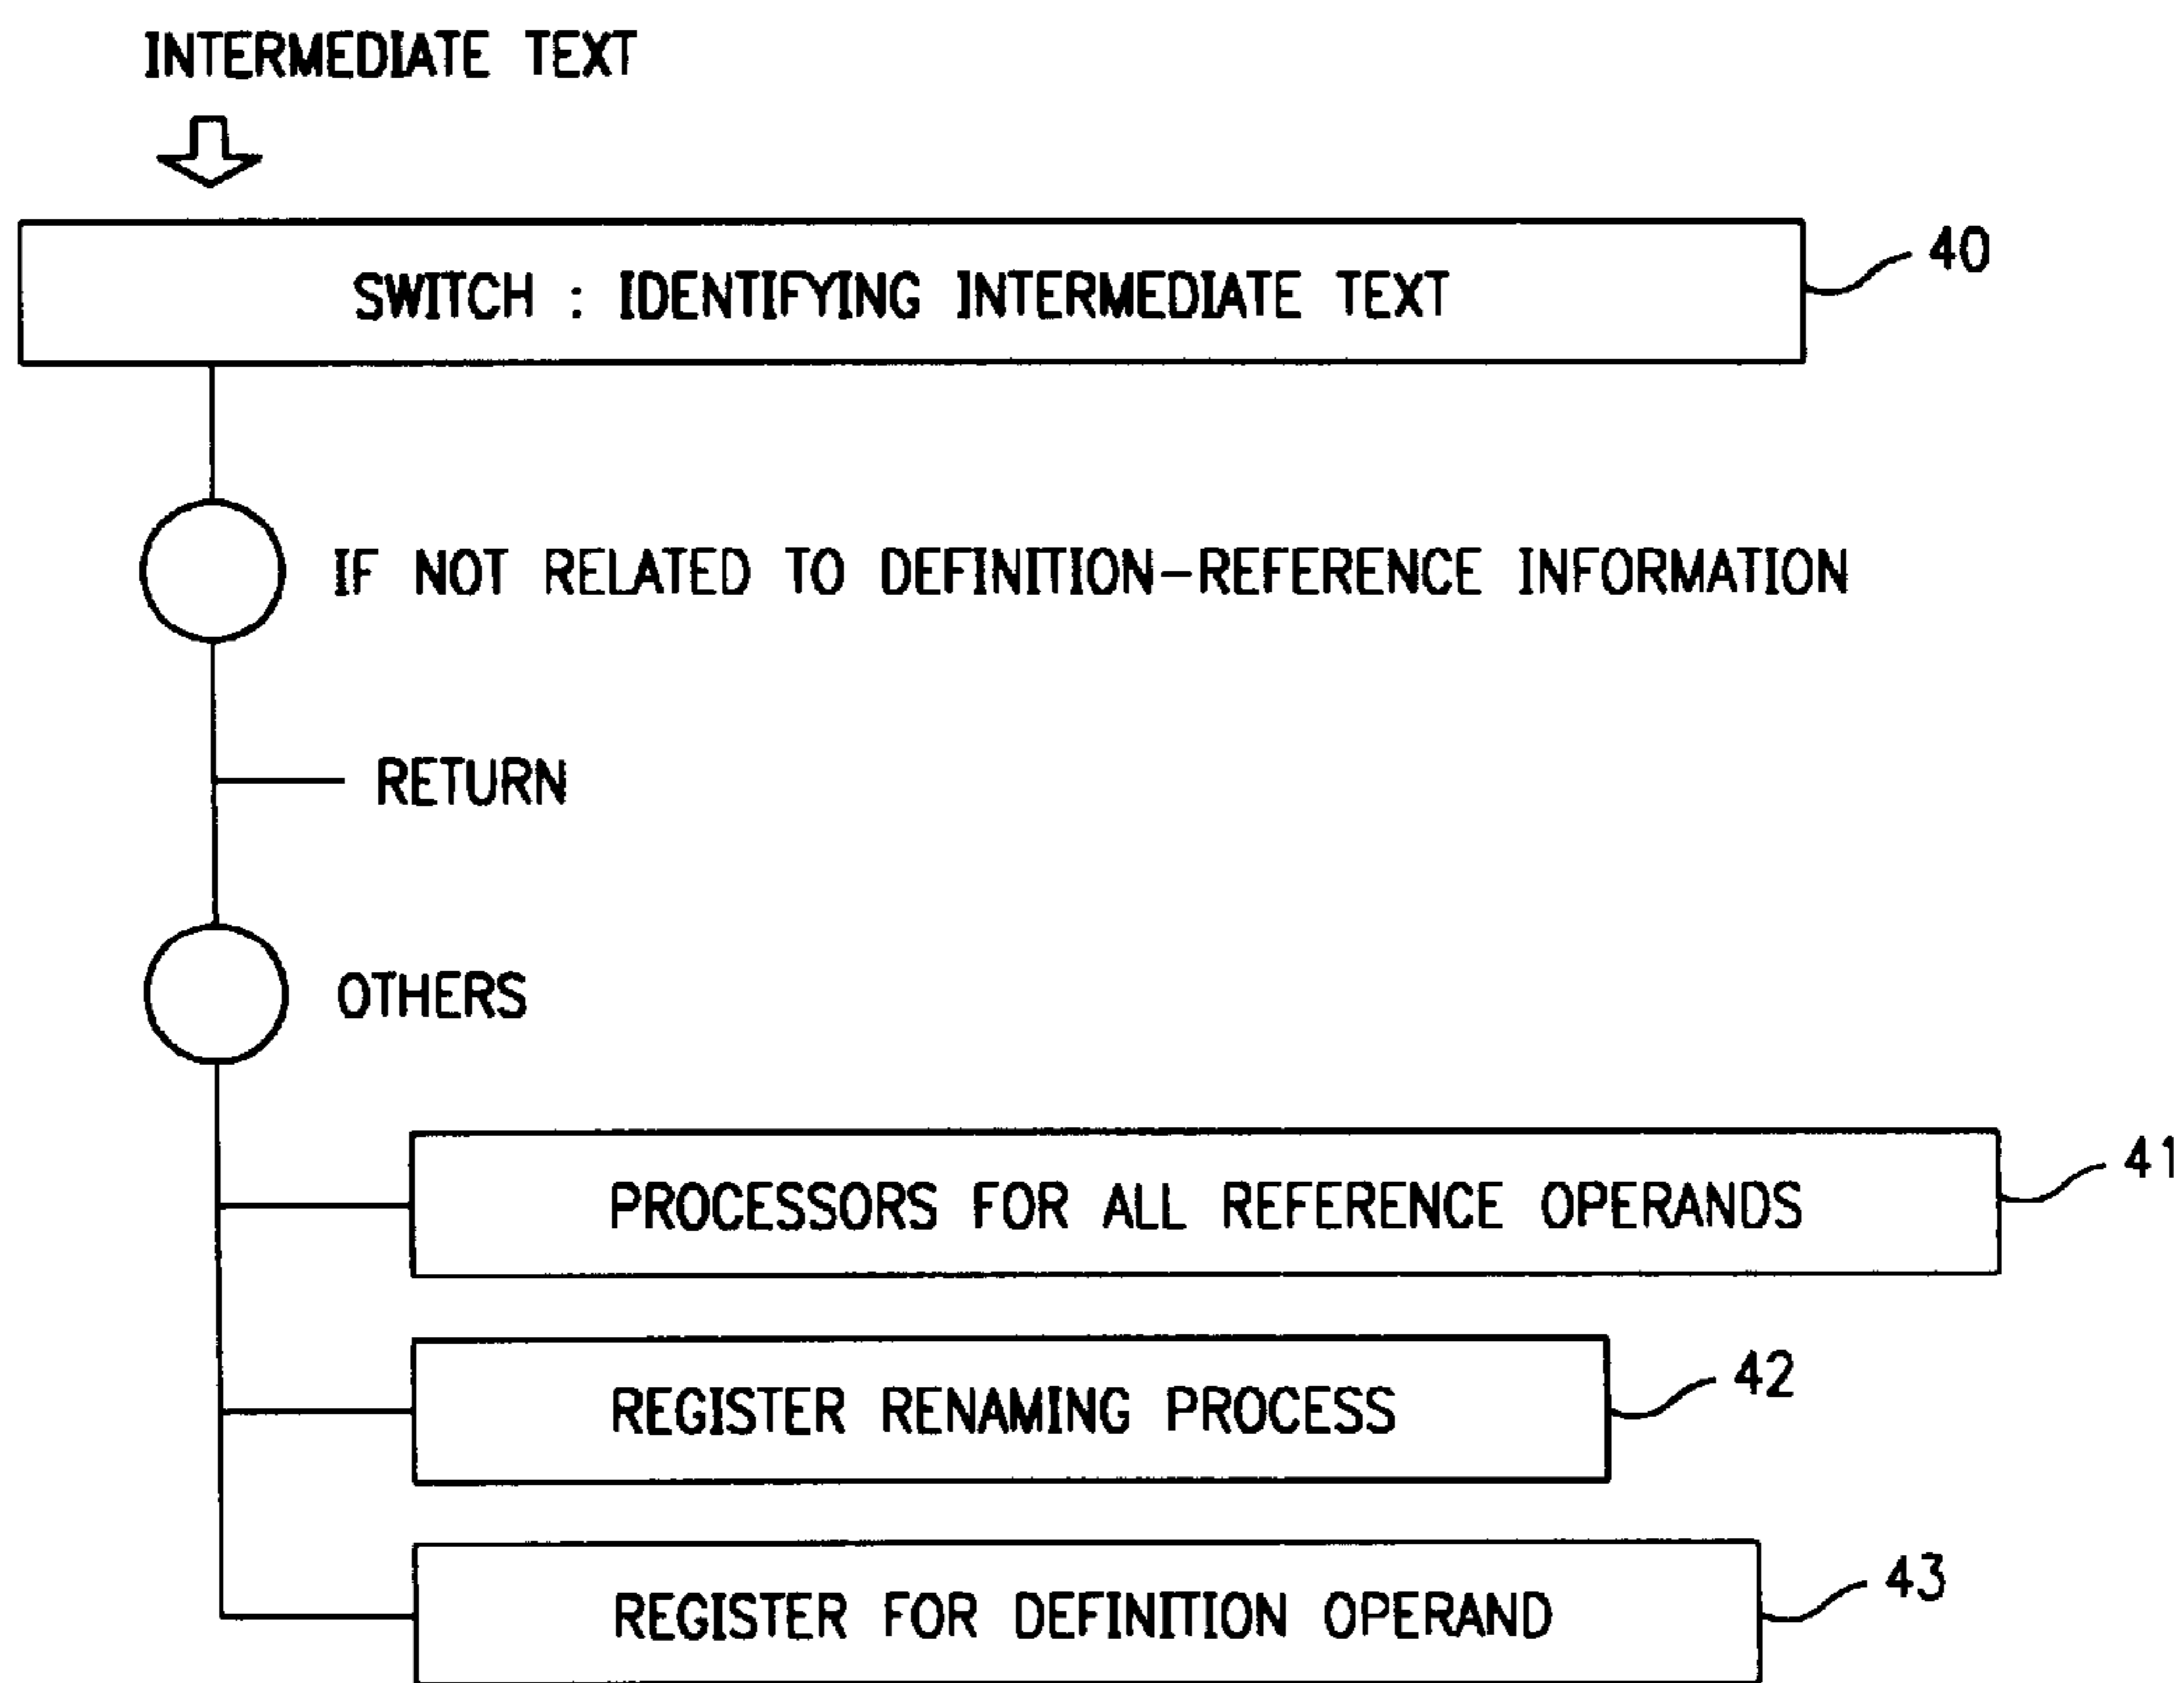 INTERMEDIATE TEXT
SWITCH : IDENTIFYING INTERMEDIATE TEXT
40
IF NOT RELATED TO DEFINITION-REFERENCE INFORMATION
RETURN
OTHERS
PROCESSORS FOR ALL REFERENCE OPERANDS
41
REGISTER RENAMING PROCESS
42
REGISTER FOR DEFINITION OPERAND
43